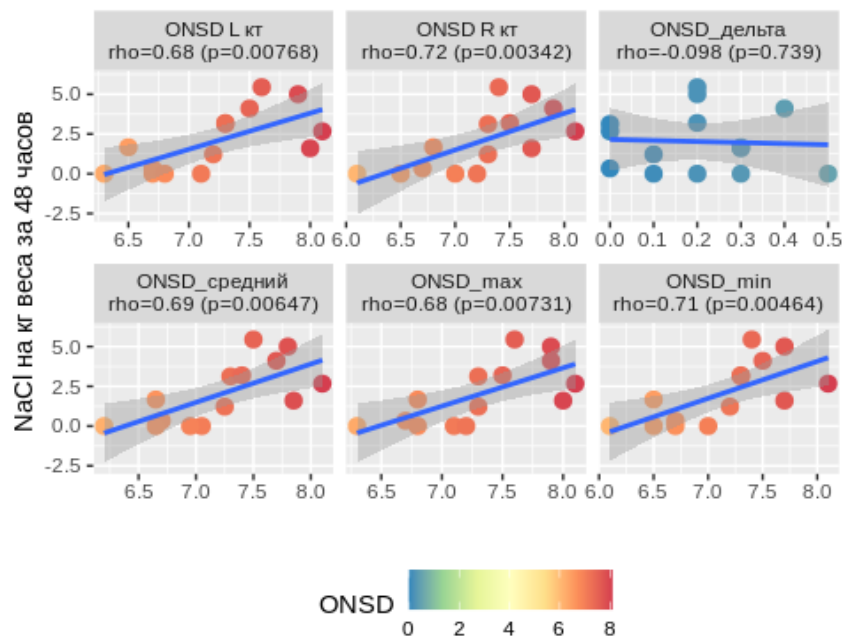 ONSD L кт
rho=0.68 (p=0.00768)
ONSD R кт
rho=0.72 (p=0.00342)
ONSD_дельта
rho=-0.098 (p=0.739)
5.0
2.5
0.0
-2.5
6.5 7.0 7.5 8.0
6.0 6.5 7.0 7.5 8.0
0.0 0.1 0.2 0.3 0.4 0.5
NaCl на кг веса за 48 часов
ONSD_средний
rho=0.69 (p=0.00647)
ONSD_max
rho=0.68 (p=0.00731)
ONSD_min
rho=0.71 (p=0.00464)
5.0
2.5
0.0
-2.5
6.5 7.0 7.5 8.0
6.5 7.0 7.5 8.0
6.0 6.5 7.0 7.5 8.0
ONSD
0 2 4 6 8